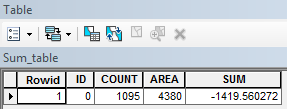 Table
Sum_table
Rowid ID COUNT AREA SUM
1 0 1095 4380 -1419.560272